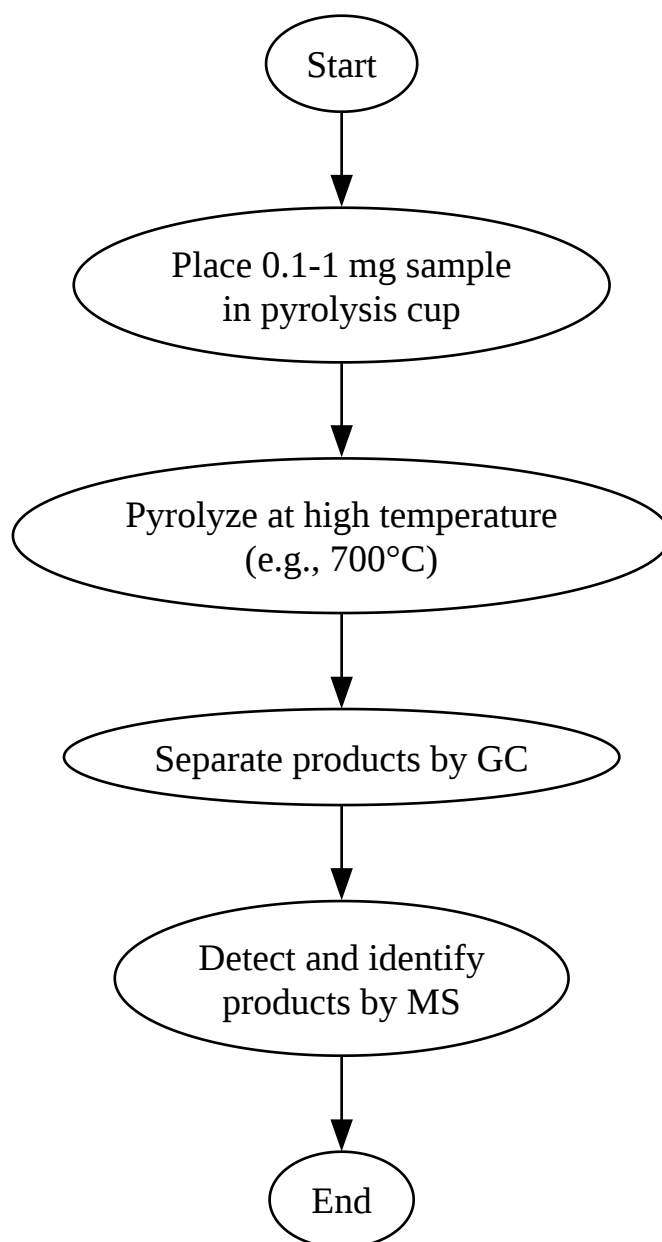 Start
Place 0.1-1 mg sample
in pyrolysis cup
Pyrolyze at high temperature
(e.g., 700°C)
Separate products by GC
Detect and identify
products by MS
End